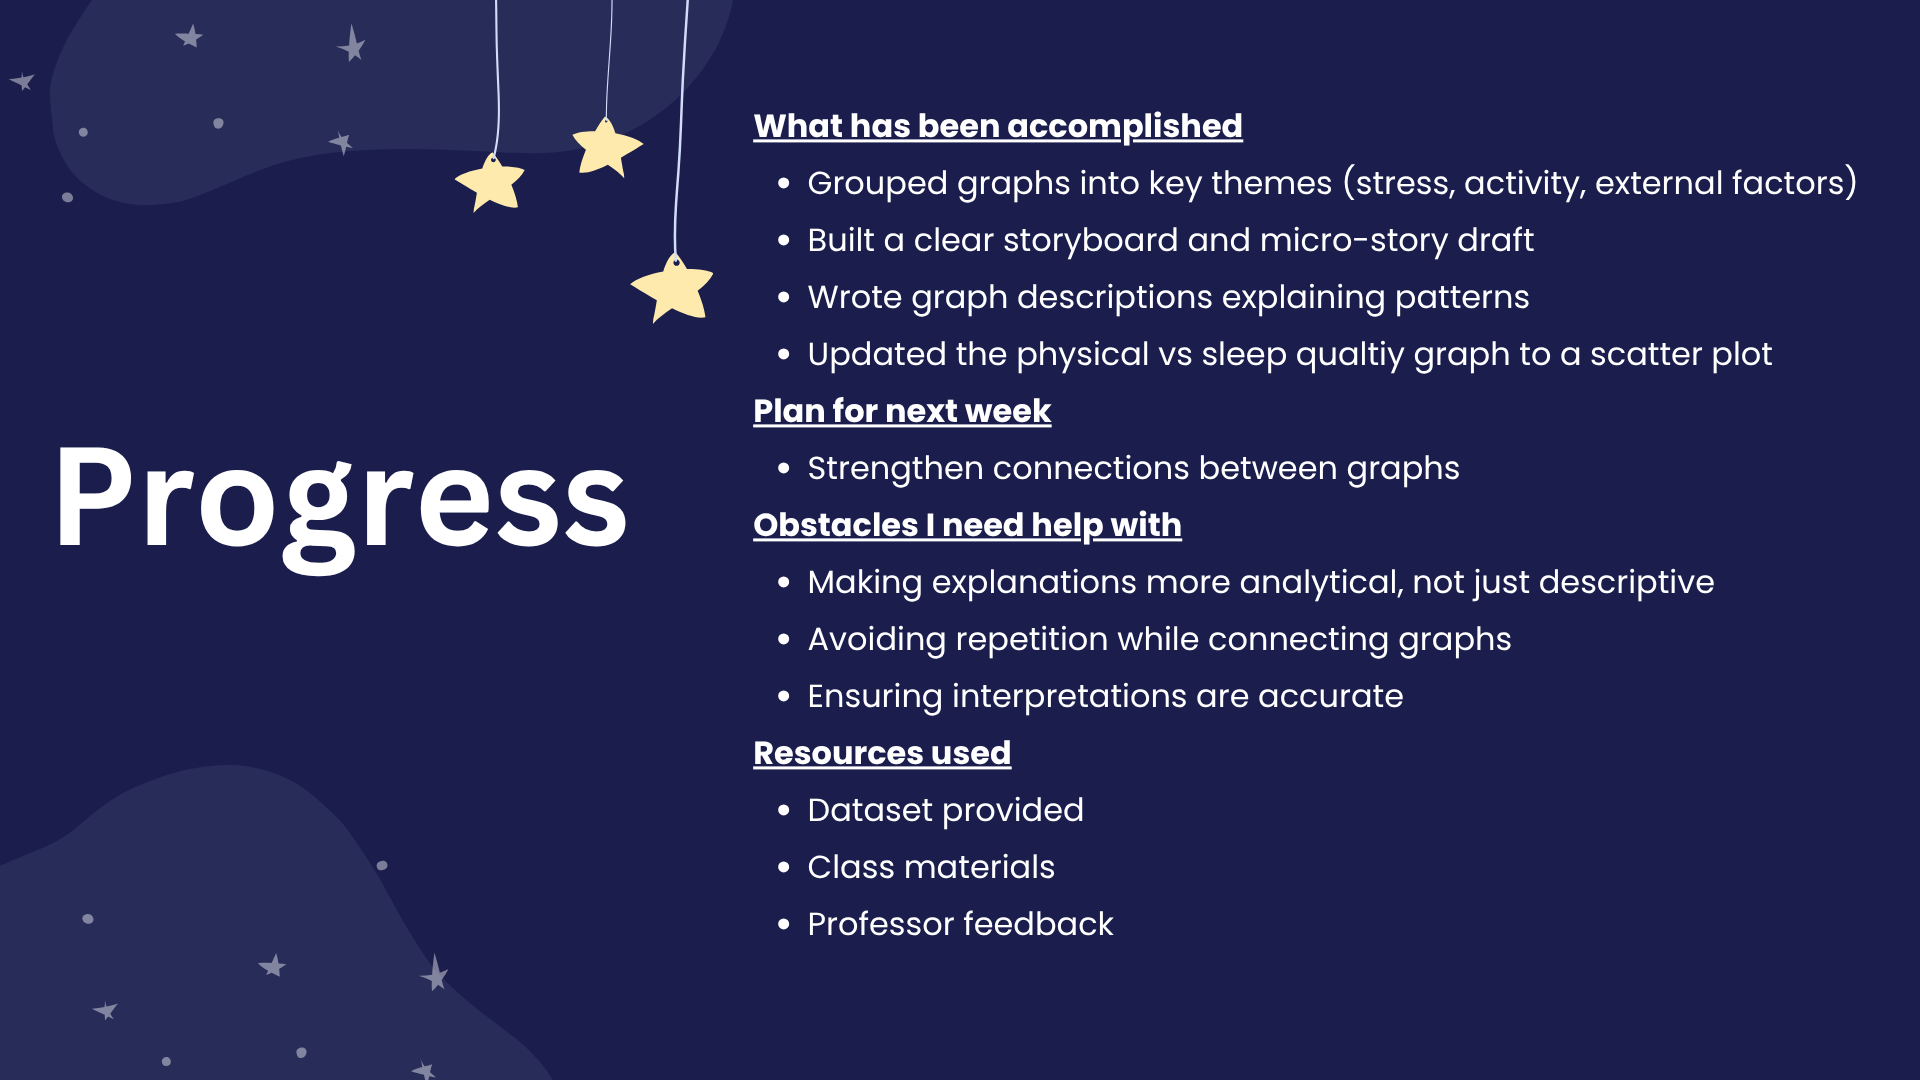 Progress
What has been accomplished
• Grouped graphs into key themes (stress, activity, external factors)
• Built a clear storyboard and micro-story draft
• Wrote graph descriptions explaining patterns
• Updated the physical vs sleep qualtiy graph to a scatter plot
Plan for next week
• Strengthen connections between graphs
Obstacles I need help with
• Making explanations more analytical, not just descriptive
• Avoiding repetition while connecting graphs
• Ensuring interpretations are accurate
Resources used
• Dataset provided
• Class materials
• Professor feedback